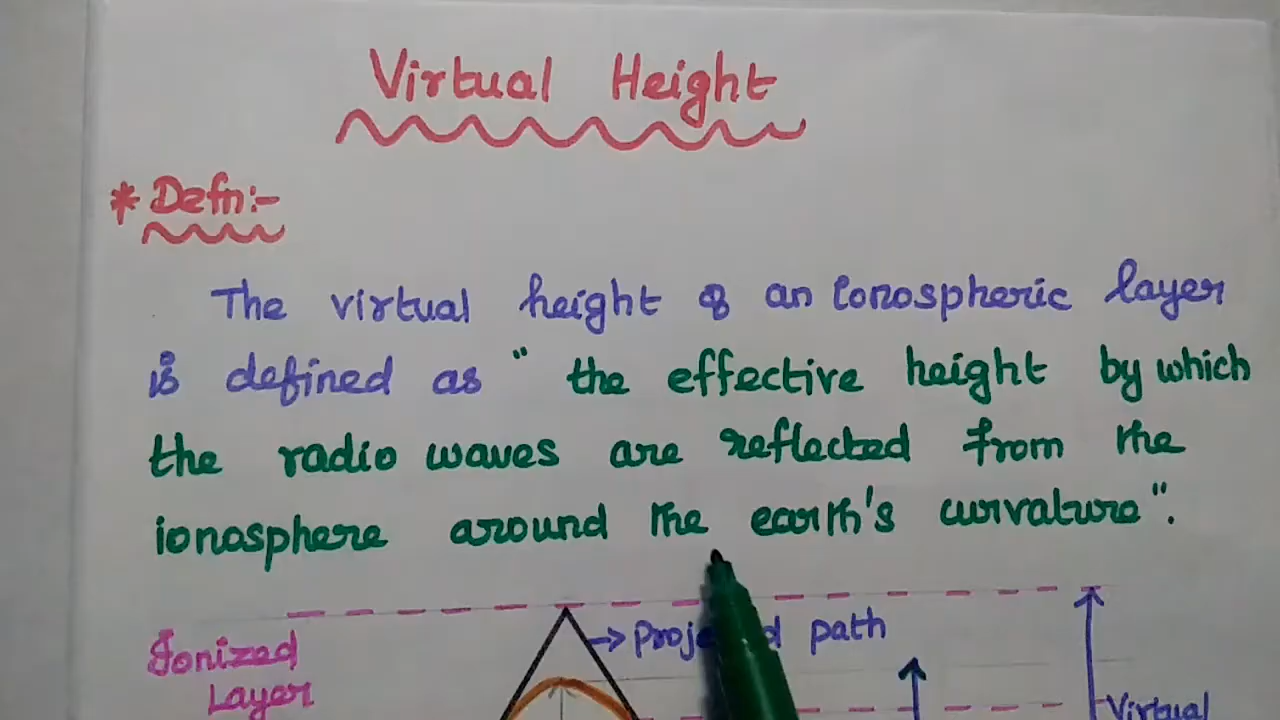 Virtual Height
* Defn:-
The virtual height of an Ionospheric layer
is defined as "the effective height by which
the radio waves are reflected from the
ionosphere around the earth's curvature".
Ionized
Layer
path
Virtual